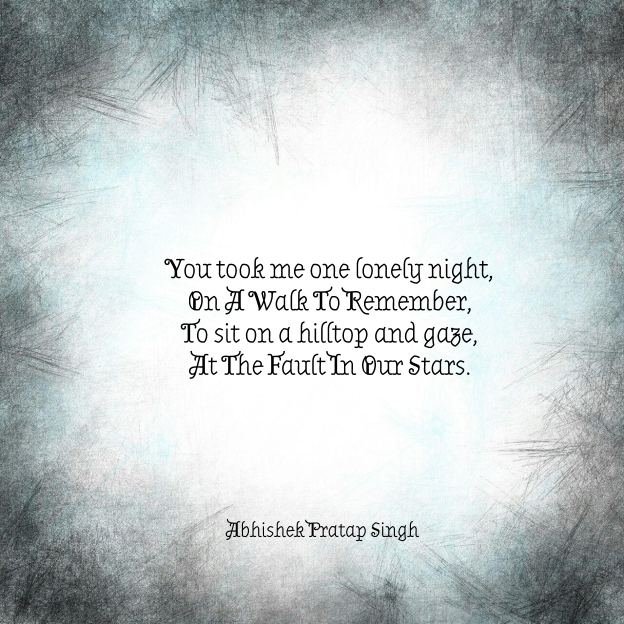 You took me one lonely night,
On A Walk To Remember,
To sit on a hilltop and gaze,
At The Fault In Our Stars.
Abhishek Pratap Singh